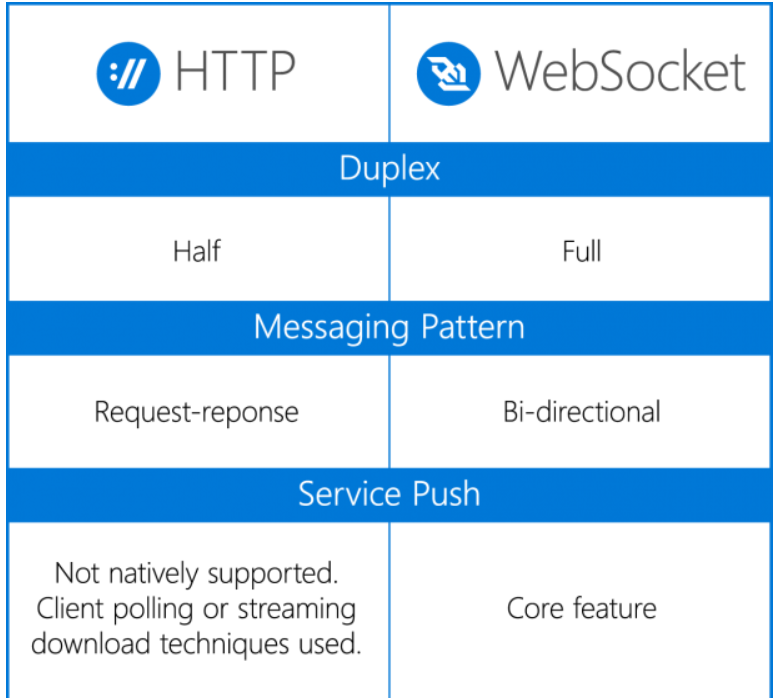 :// HTTP
WebSocket
Duplex
Half
Full
Messaging Pattern
Request-reponse
Bi-directional
Service Push
Not natively supported.
Client polling or streaming
download techniques used.
Core feature